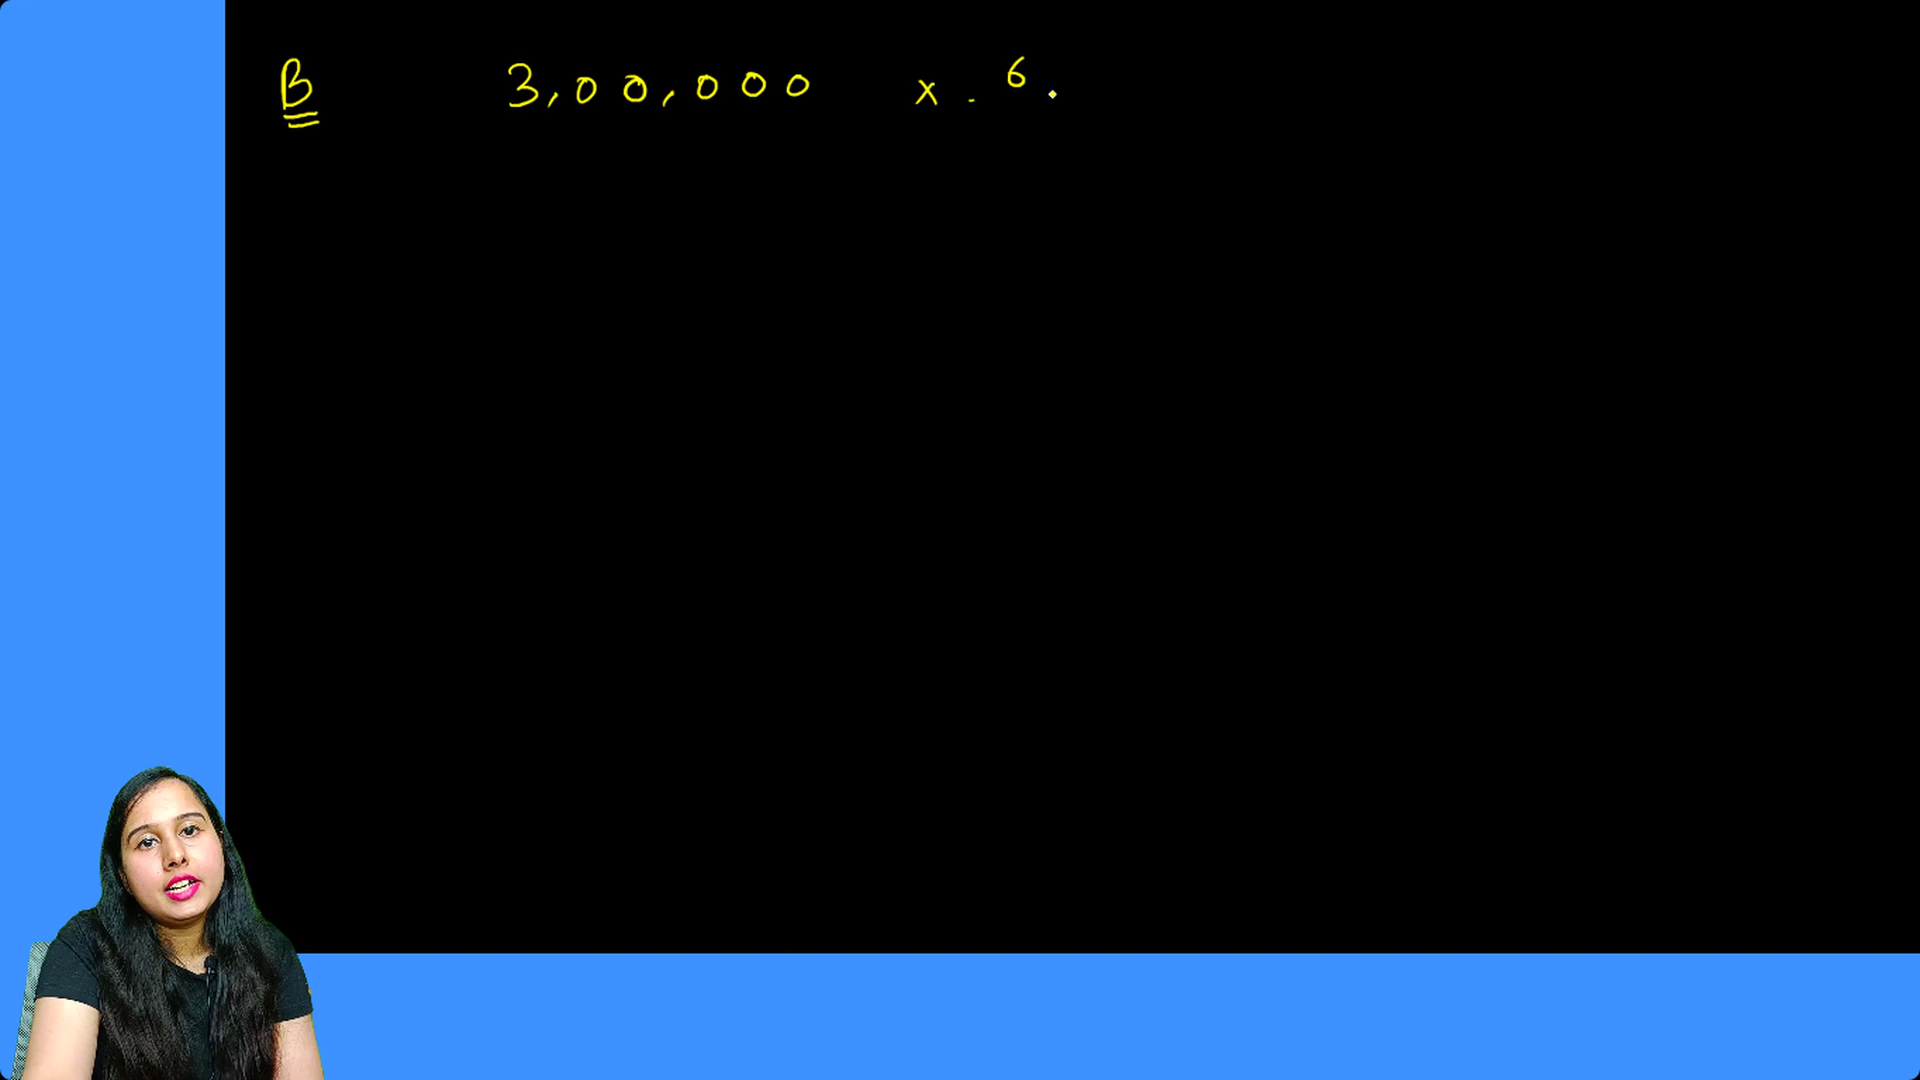 B 3,00,000 x . 6 .